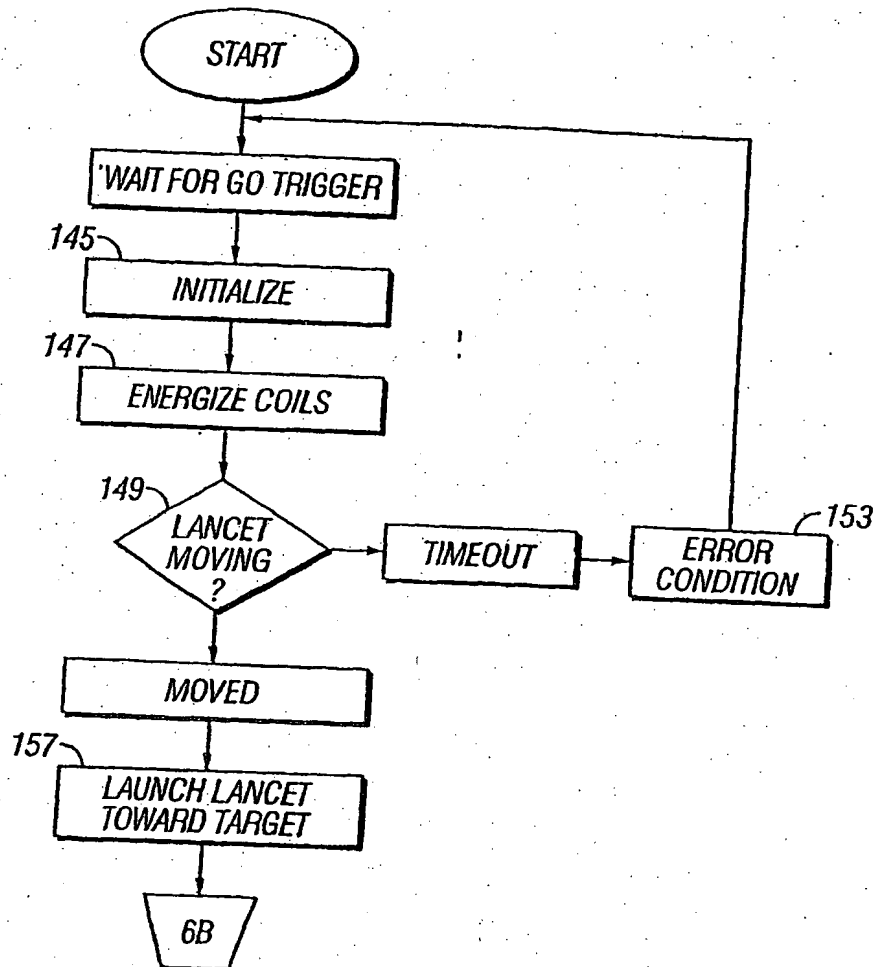 START
WAIT FOR GO TRIGGER
145
INITIALIZE
147
ENERGIZE COILS
149
LANCET
MOVING
?
TIMEOUT
ERROR
CONDITION
153
MOVED
157
LAUNCH LANCET
TOWARD TARGET
6B